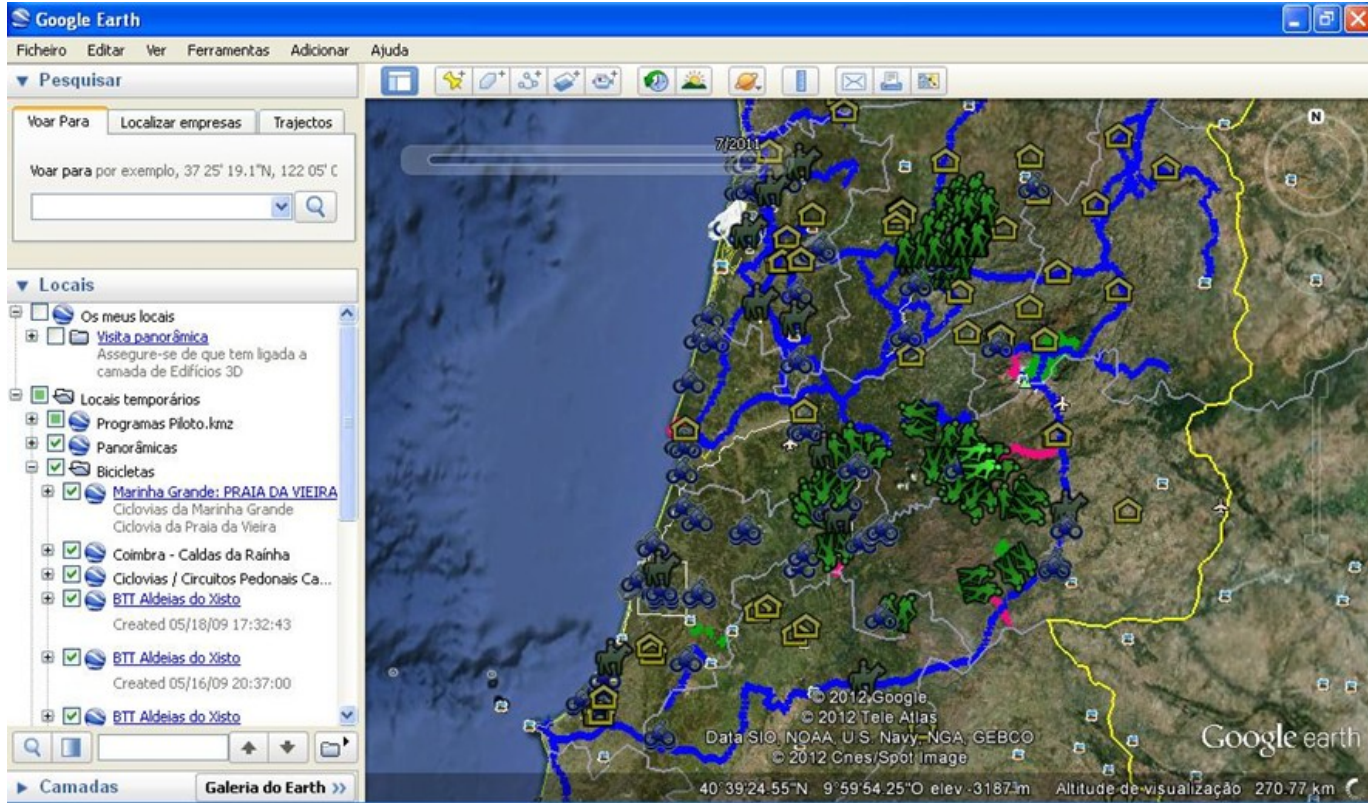 Google Earth
Ficheiro Editar Ver Ferramentas Adicionar Ajuda
Pesquisar
Voar Para Localizar empresas Trajectos
Voar para por exemplo, 37 25' 19.1"N, 122 05' C
Locais
Os meus locais
Visita panorâmica
Assegure-se de que tem ligada a
camada de Edifícios 3D
Locais temporários
Programas Piloto.kmz
Panorâmicas
Bicicletas
Marinha Grande: PRAIA DA VIEIRA
Ciclovias da Marinha Grande
Ciclovia da Praia da Vieira
Coimbra - Caldas da Raínha
Ciclovias / Circuitos Pedonais Ca...
BTT Aldeias do Xisto
Created 05/18/09 17:32:43
BTT Aldeias do Xisto
Created 05/16/09 20:37:00
BTT Aldeias do Xisto
Camadas Galeria do Earth >>
7/2011
N
© 2012 Google
© 2012 Tele Atlas
Data SIO, NOAA, U.S. Navy, NGA, GEBCO
© 2012 Cnes/Spot Image
Google earth
40°39'24.55"N 9°59'54.25"O elev -3187 m Altitude de visualização 270.77 km